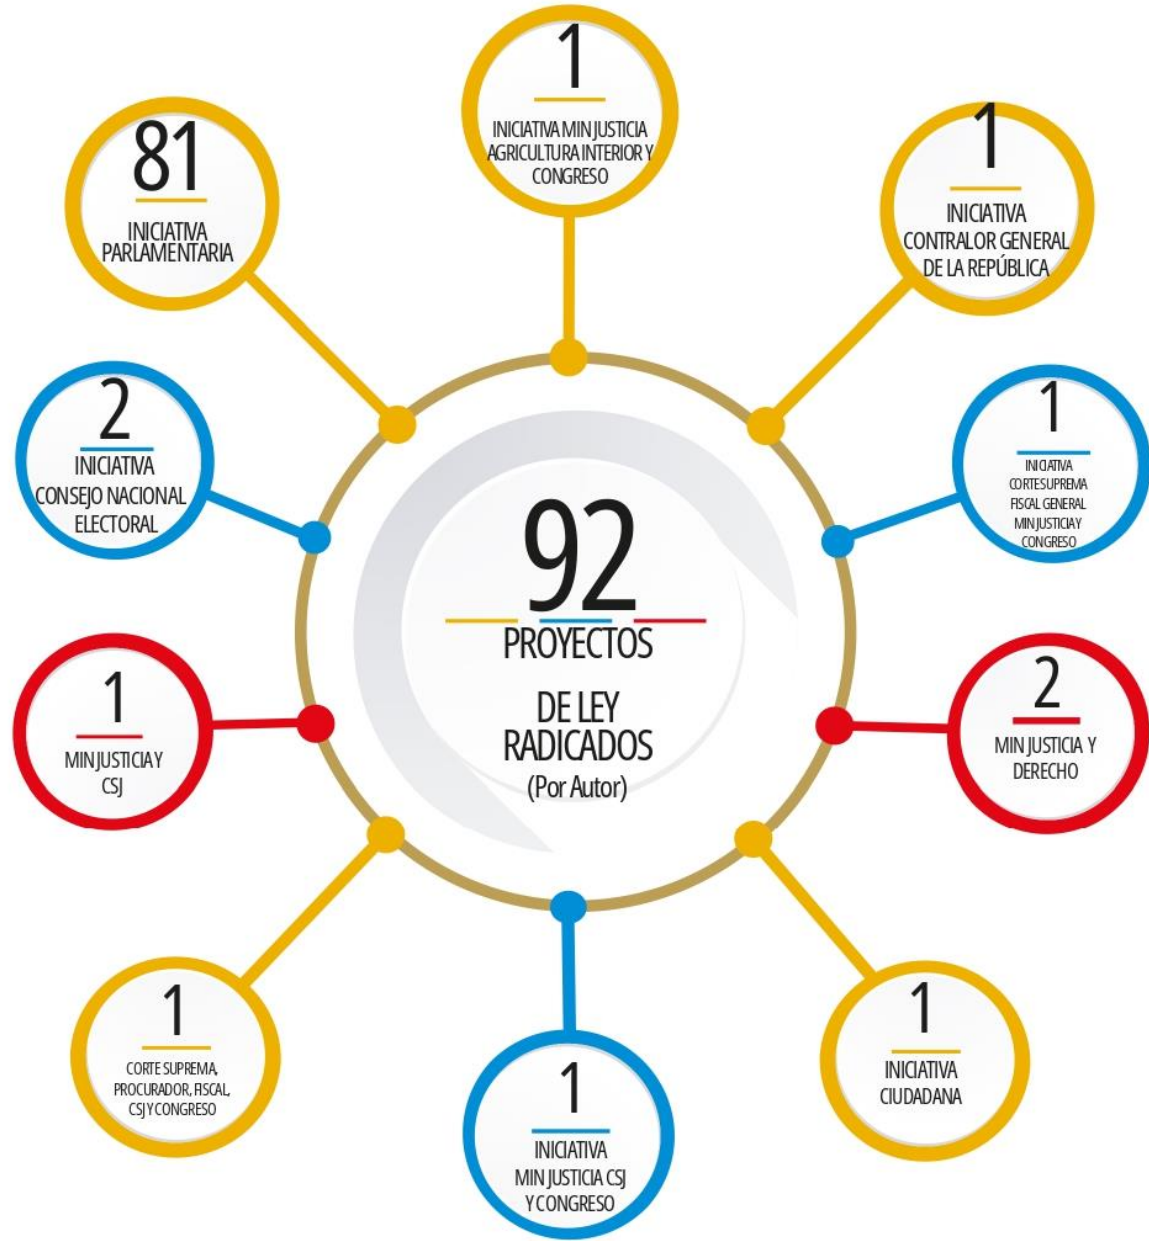 1
INICIATIVA MIN JUSTICIA
AGRICULTURA INTERIOR Y
CONGRESO
81
INICIATIVA
PARLAMENTARIA
1
INICIATIVA
CONTRALOR GENERAL
DE LA REPÚBLICA
2
INICIATIVA
CONSEJO NACIONAL
ELECTORAL
1
INICIATIVA
CORTE SUPREMA
FISCAL GENERAL
MIN JUSTICIA Y
CONGRESO
92
PROYECTOS
DE LEY
RADICADOS
(Por Autor)
1
MIN JUSTICIA Y
CSJ
2
MIN JUSTICIA Y
DERECHO
1
CORTE SUPREMA,
PROCURADOR, FISCAL,
CSJ Y CONGRESO
1
INICIATIVA
MIN JUSTICIA CSJ
Y CONGRESO
1
INICIATIVA
CIUDADANA